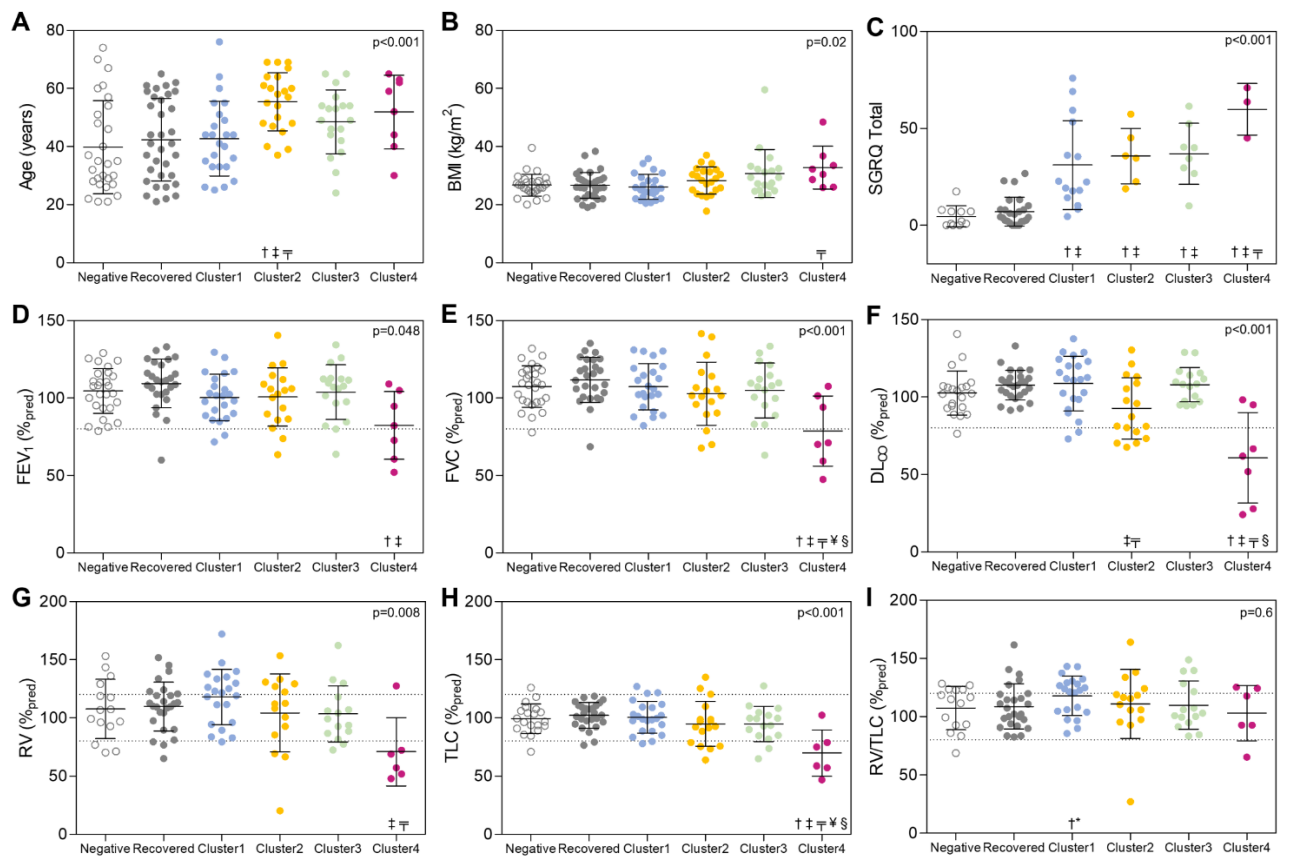 A
p<0.001
Age (years)
80
60
40
20
0
† ‡ ╤
Negative Recovered Cluster1 Cluster2 Cluster3 Cluster4
B
p=0.02
BMI (kg/m²)
80
60
40
20
0
╤
Negative Recovered Cluster1 Cluster2 Cluster3 Cluster4
C
p<0.001
SGRQ Total
100
50
0
† ‡ † ‡ † ‡ † ‡ ╤
Negative Recovered Cluster1 Cluster2 Cluster3 Cluster4
D
p=0.048
FEV₁ (%pred)
150
100
50
0
† ‡
Negative Recovered Cluster1 Cluster2 Cluster3 Cluster4
E
p<0.001
FVC (%pred)
150
100
50
0
† ‡ ╤ ¥ §
Negative Recovered Cluster1 Cluster2 Cluster3 Cluster4
F
p<0.001
DLCO (%pred)
150
100
50
0
‡╤ † ‡ ╤ §
Negative Recovered Cluster1 Cluster2 Cluster3 Cluster4
G
p=0.008
RV (%pred)
200
150
100
50
0
‡ ╤
Negative Recovered Cluster1 Cluster2 Cluster3 Cluster4
H
p<0.001
TLC (%pred)
200
150
100
50
0
† ‡ ╤ ¥ §
Negative Recovered Cluster1 Cluster2 Cluster3 Cluster4
I
p=0.6
RV/TLC (%pred)
200
150
100
50
0
†*
Negative Recovered Cluster1 Cluster2 Cluster3 Cluster4